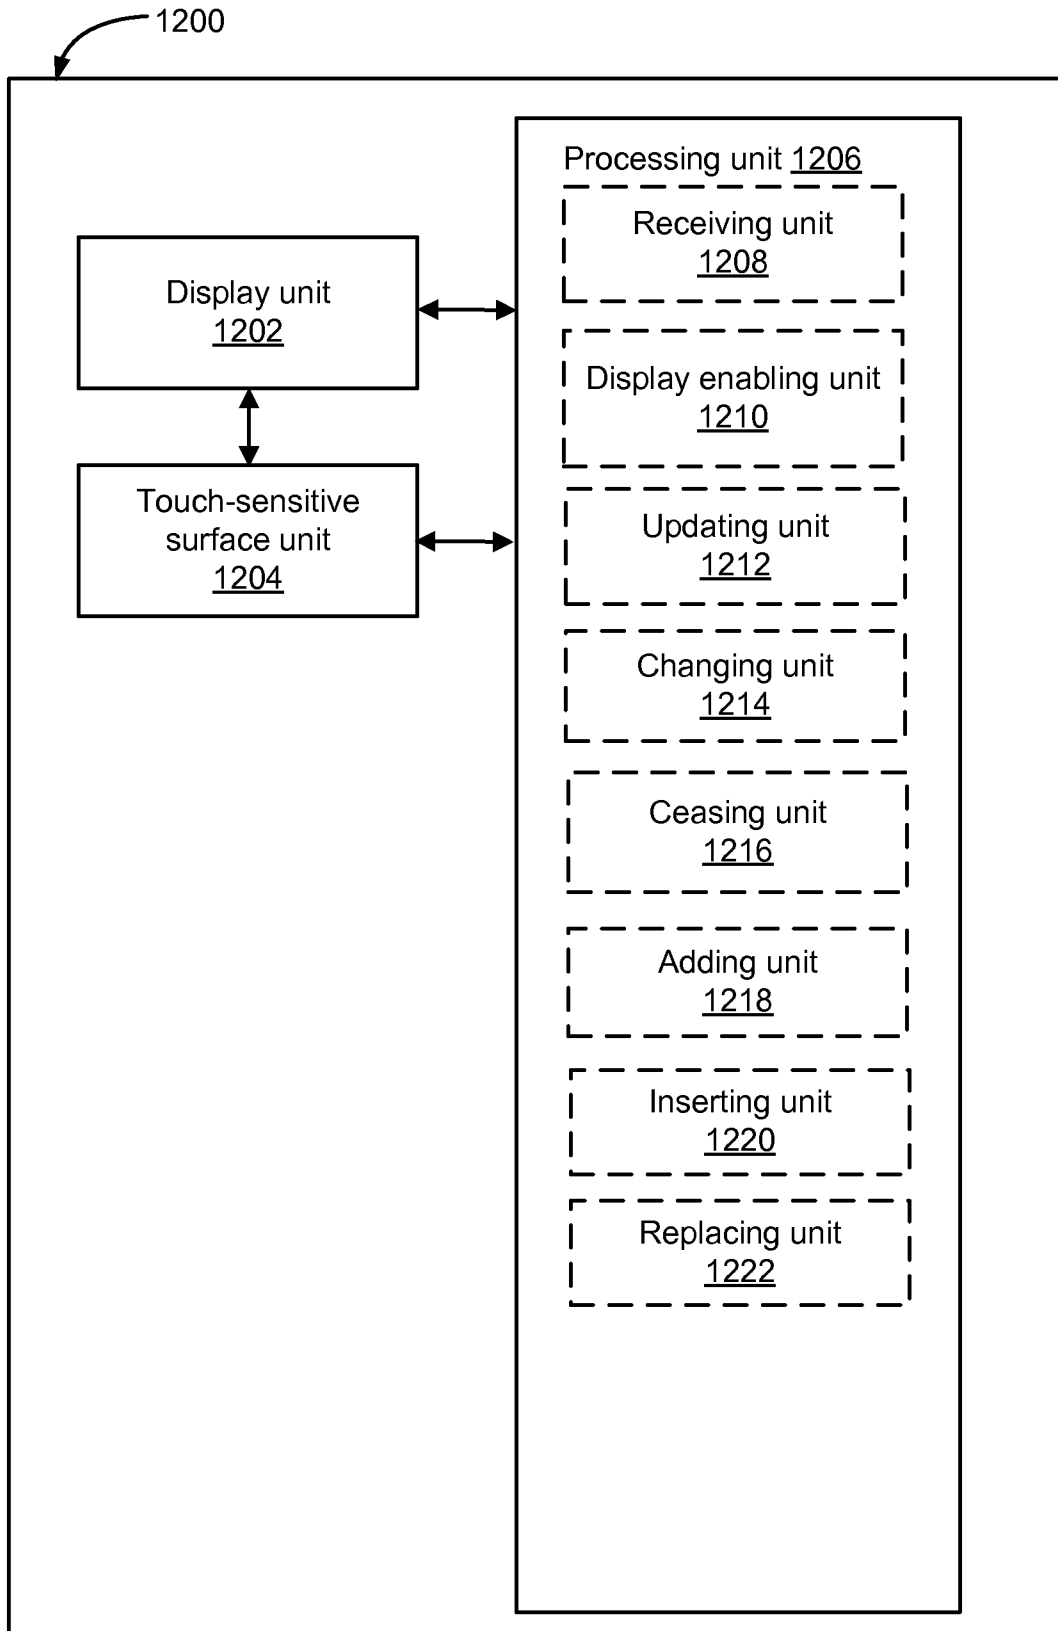 1200
Display unit
1202
Touch-sensitive
surface unit
1204
Processing unit 1206
Receiving unit
1208
Display enabling unit
1210
Updating unit
1212
Changing unit
1214
Ceasing unit
1216
Adding unit
1218
Inserting unit
1220
Replacing unit
1222